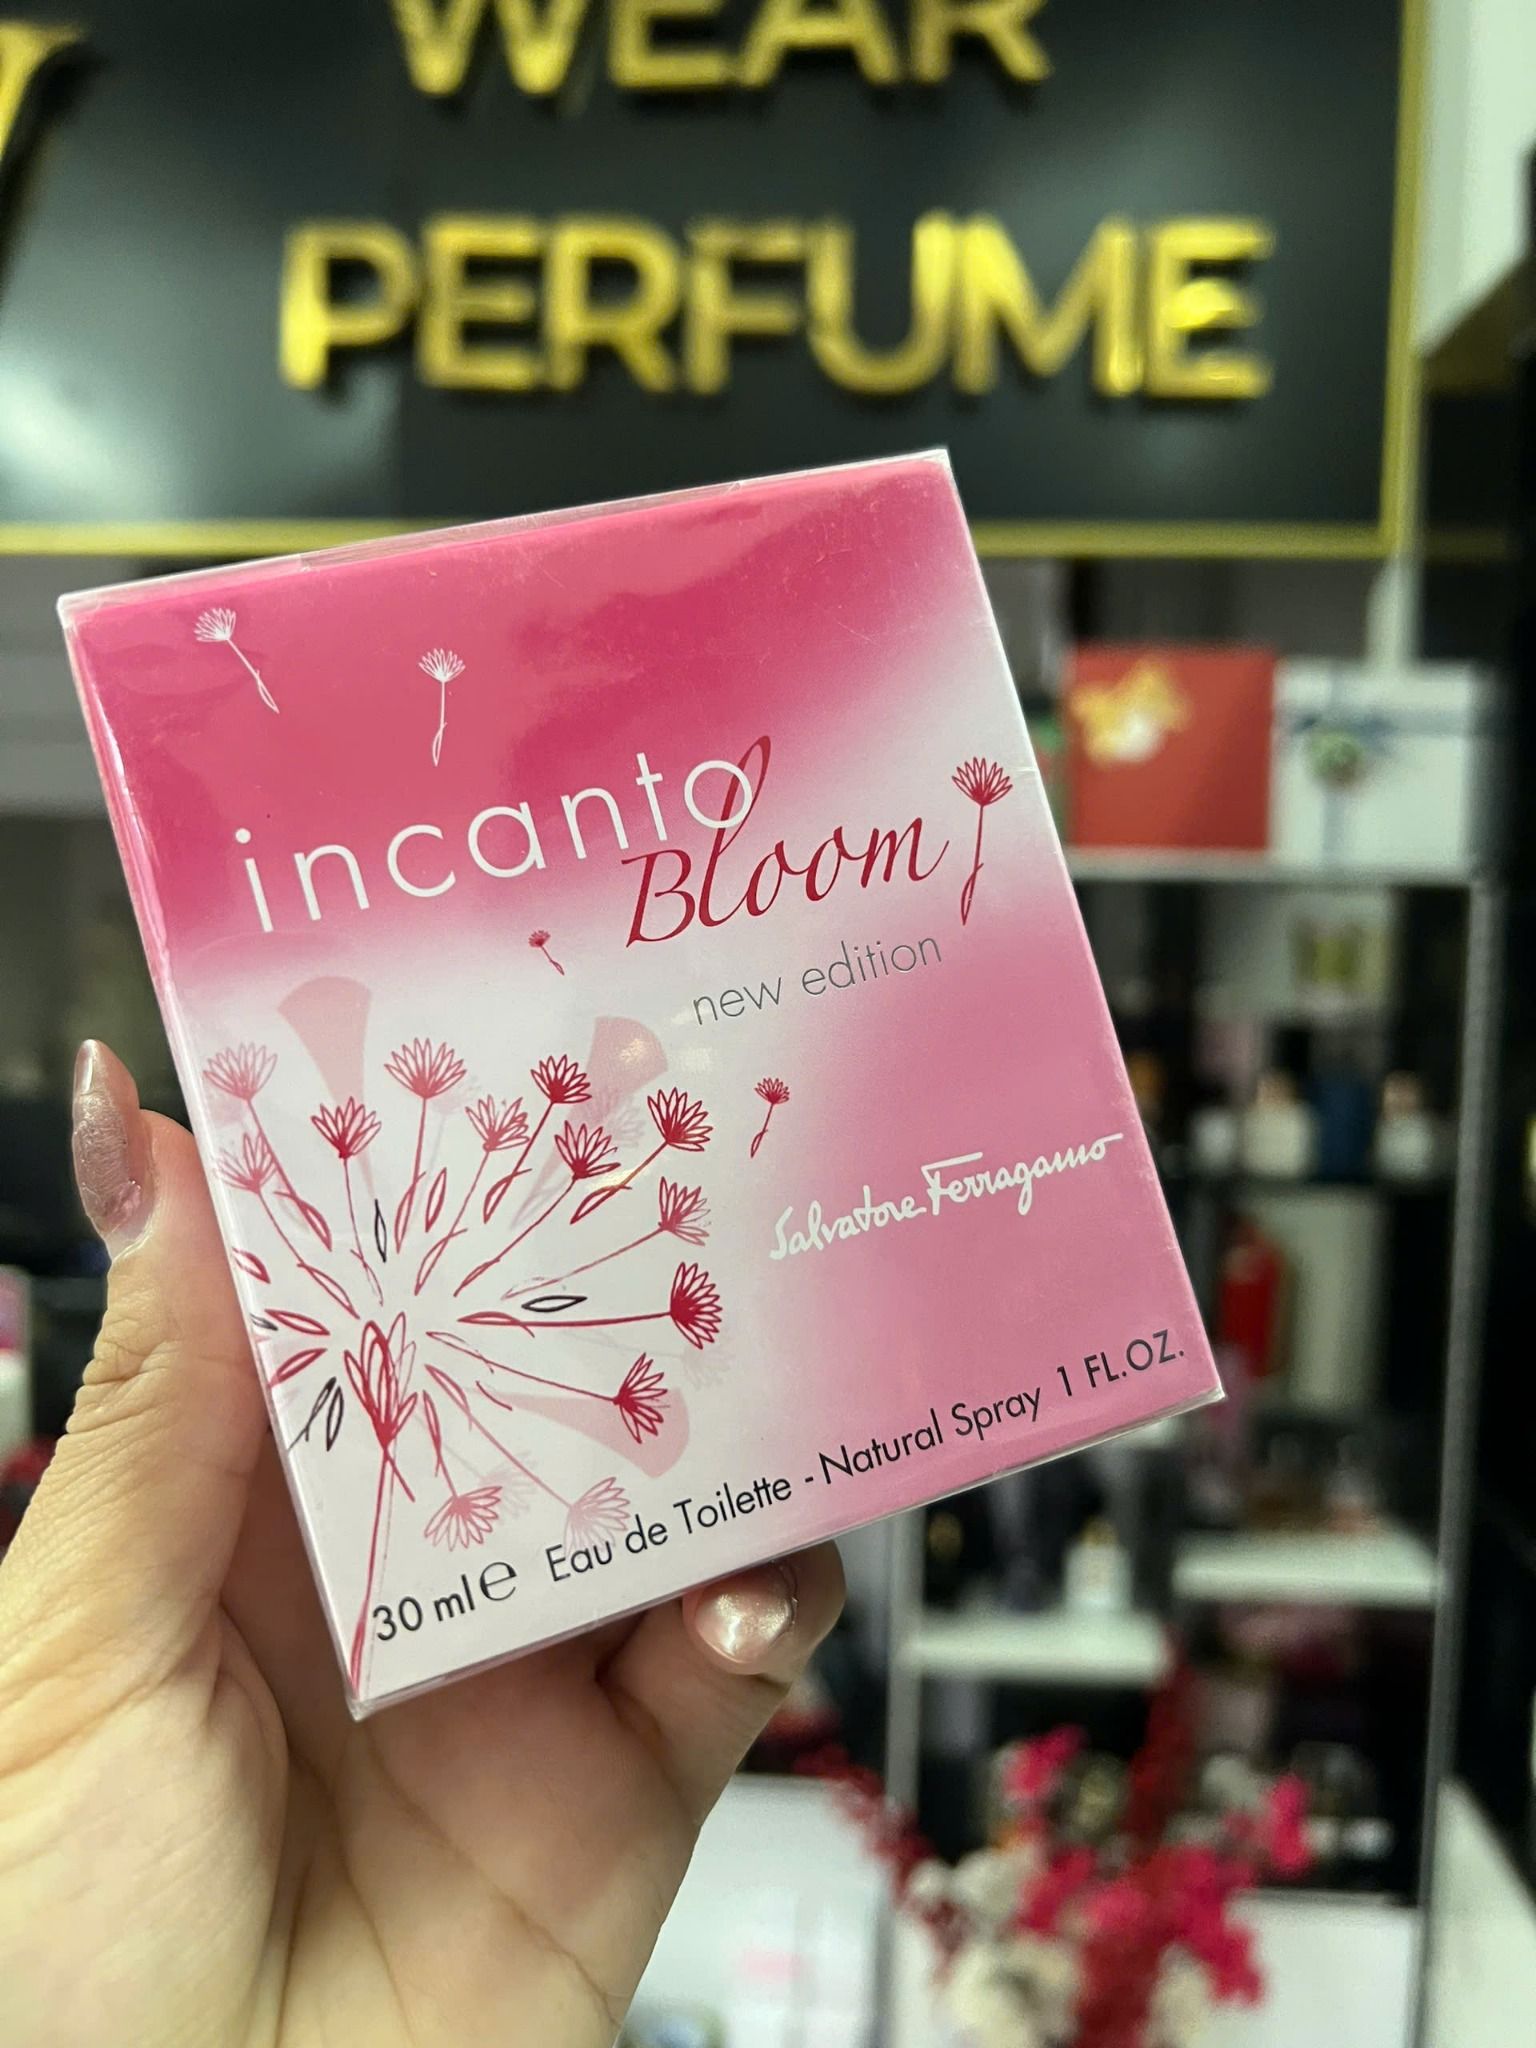 WEAR
PERFUME
incanto
Bloom
new edition
Salvatore Ferragamo
30 ml℮ Eau de Toilette - Natural Spray 1 FL.OZ.